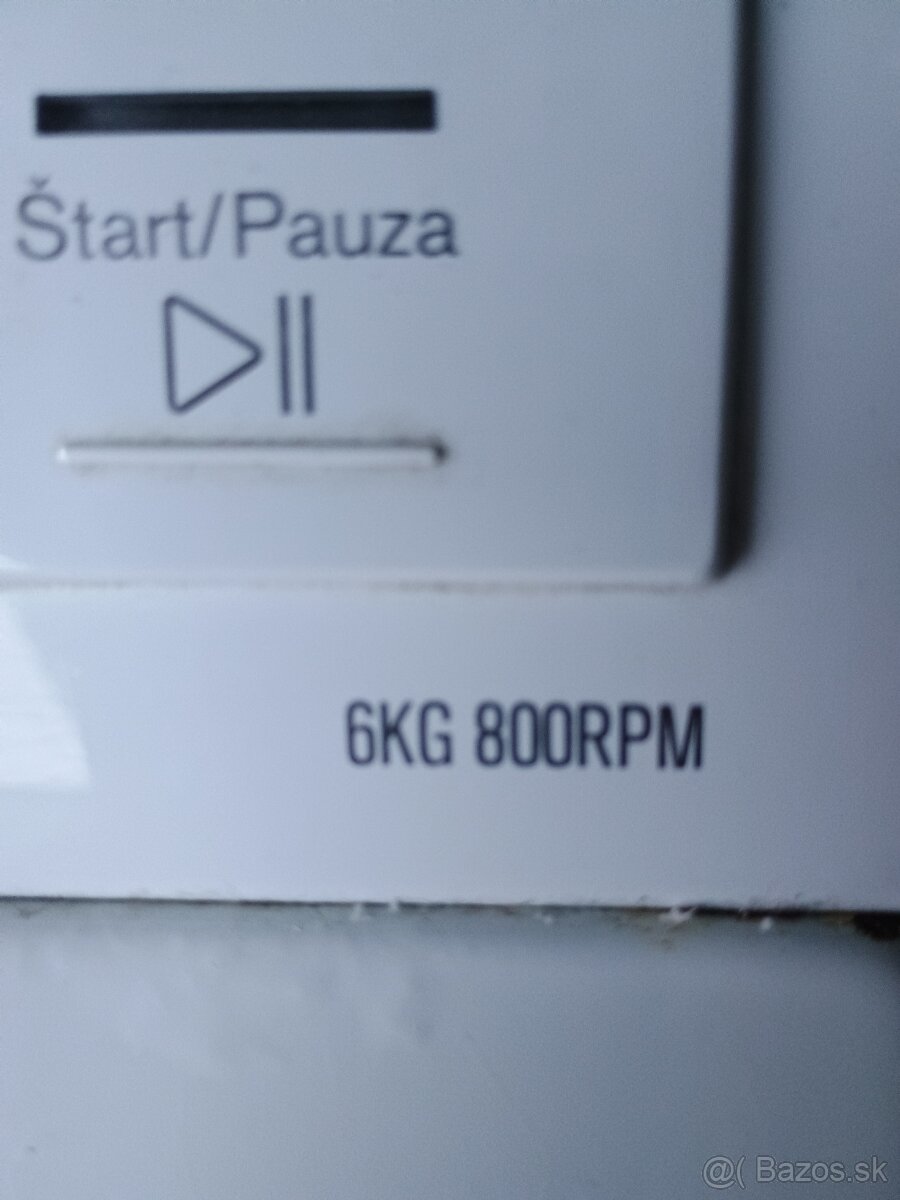 Štart/Pauza
6KG 800RPM
@( Bazos.sk